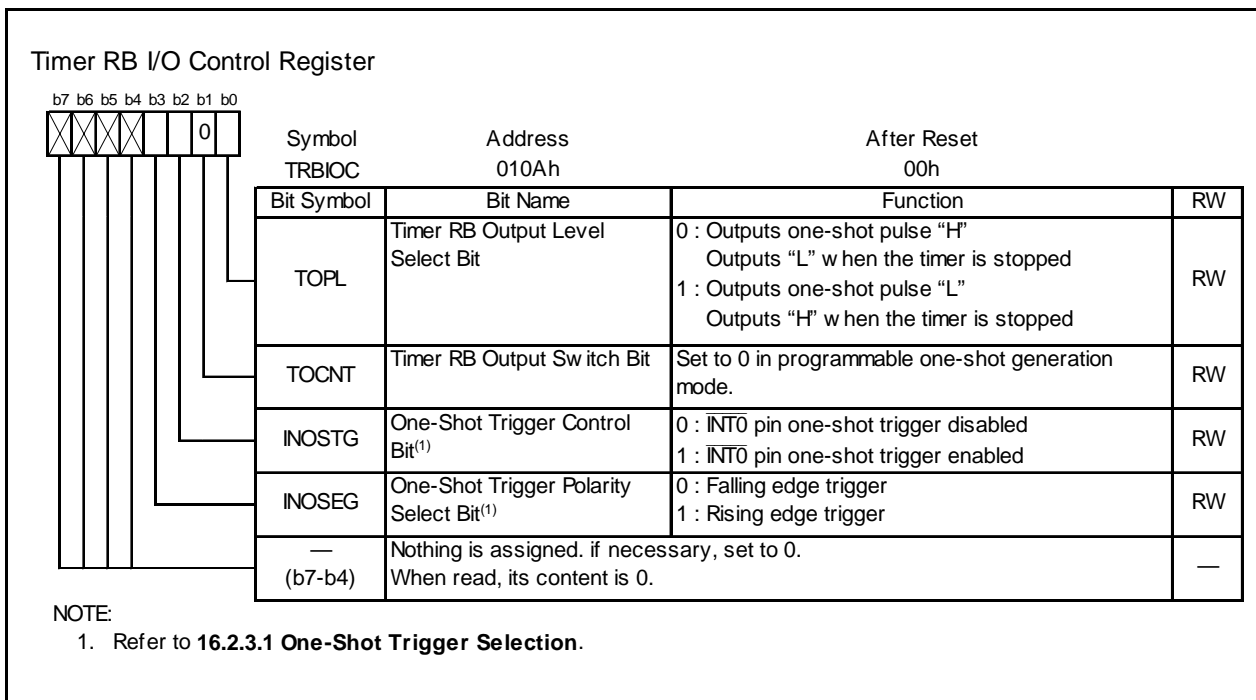 Timer RB I/O Control Register
b7 b6 b5 b4 b3 b2 b1 b0
0
Symbol Address After Reset
TRBIOC 010Ah 00h
Bit Symbol Bit Name Function RW
TOPL Timer RB Output Level Select Bit 0 : Outputs one-shot pulse “H” RW
Outputs “L” when the timer is stopped
1 : Outputs one-shot pulse “L”
Outputs “H” when the timer is stopped
TOCNT Timer RB Output Switch Bit Set to 0 in programmable one-shot generation mode. RW
INOSTG One-Shot Trigger Control Bit(1) 0 : INT0 pin one-shot trigger disabled RW
1 : INT0 pin one-shot trigger enabled
INOSEG One-Shot Trigger Polarity Select Bit(1) 0 : Falling edge trigger RW
1 : Rising edge trigger
— (b7-b4) Nothing is assigned. if necessary, set to 0. —
When read, its content is 0.
NOTE:
1. Refer to 16.2.3.1 One-Shot Trigger Selection.